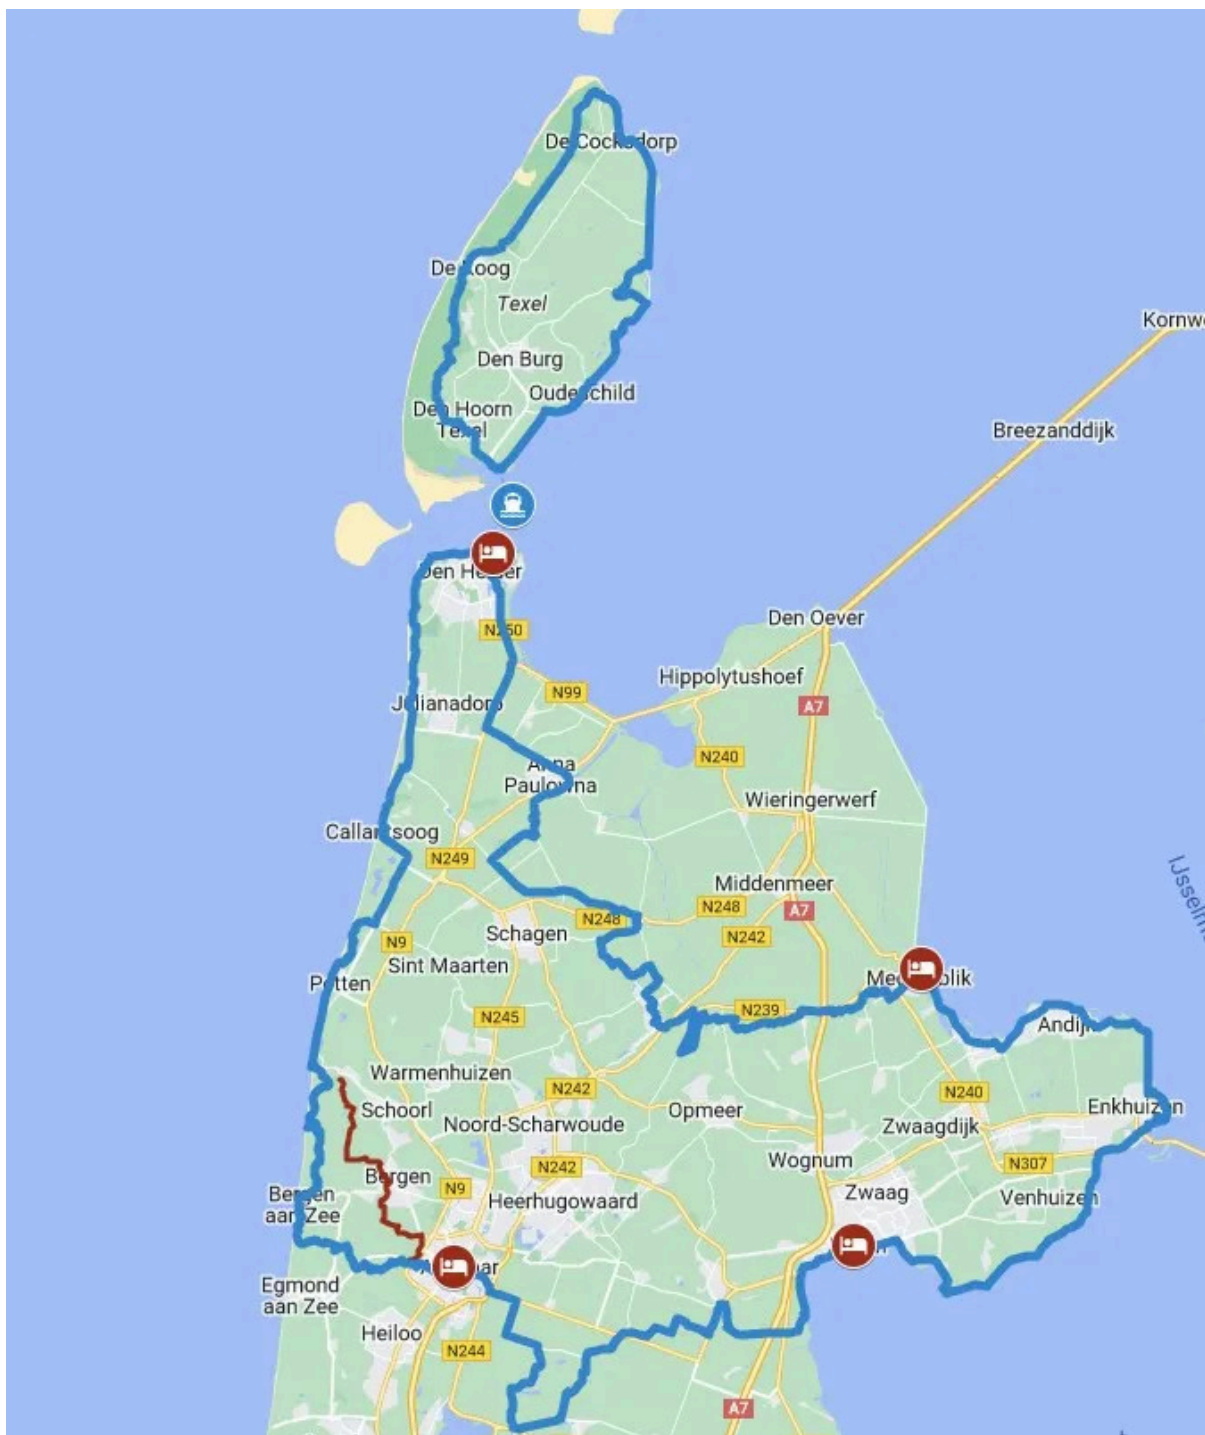 De Cocksdorp
De Koog
Texel
Kornw
Den Burg
Oudeschild
Den Hoorn
Texel
Breezanddijk
Den Helder
Den Oever
N250
Hippolytushoef
N99
Julianadorp
A7
N240
Anna
Paulowna
Wieringerwerf
Callantsoog
N249
IJsselm
Middenmeer
N248
A7
N248
Schagen
N242
N9
Sint Maarten
Petten
Medemblik
N239
N245
Andijk
Warmenhuizen
N242
N240
Schoorl
Opmeer
Enkhuizen
Noord-Scharwoude
Zwaagdijk
Wognum
N307
N242
Bergen
N9
Zwaag
Bergen
aan Zee
Heerhugowaard
Venhuizen
Egmond
aan Zee
Heiloo
N244
A7